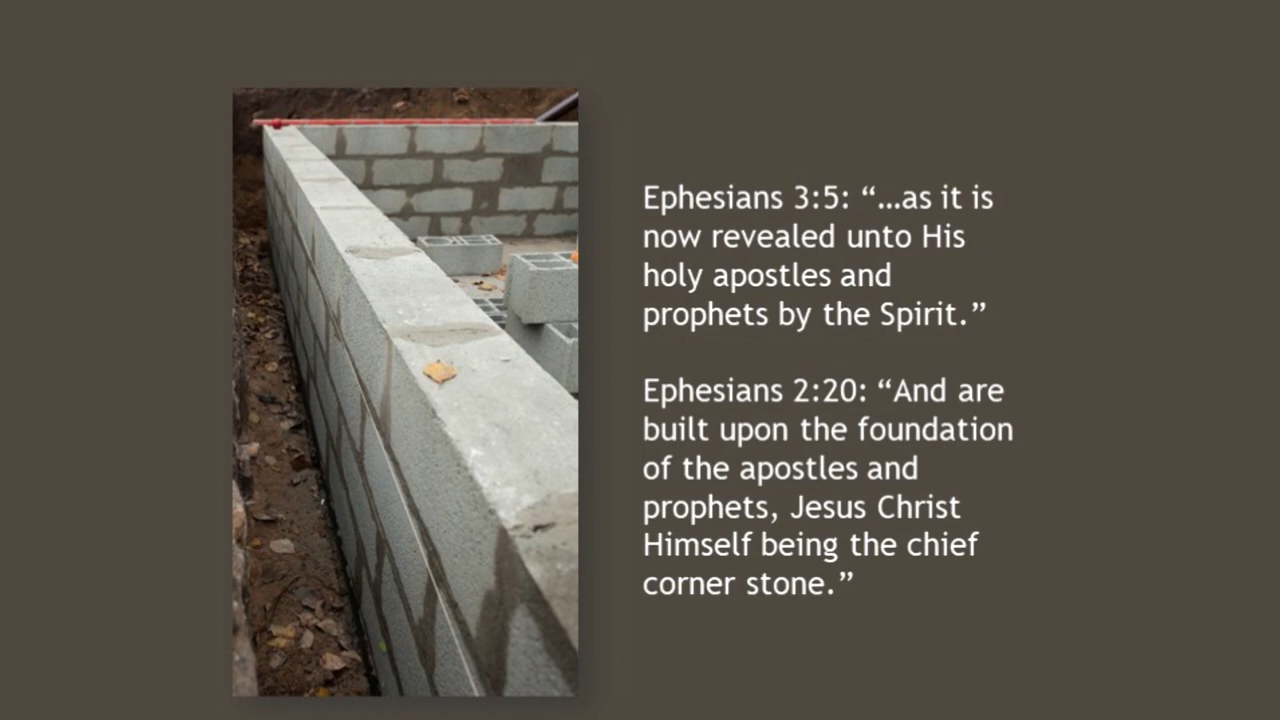 Ephesians 3:5: “…as it is
now revealed unto His
holy apostles and
prophets by the Spirit.”
Ephesians 2:20: “And are
built upon the foundation
of the apostles and
prophets, Jesus Christ
Himself being the chief
corner stone.”